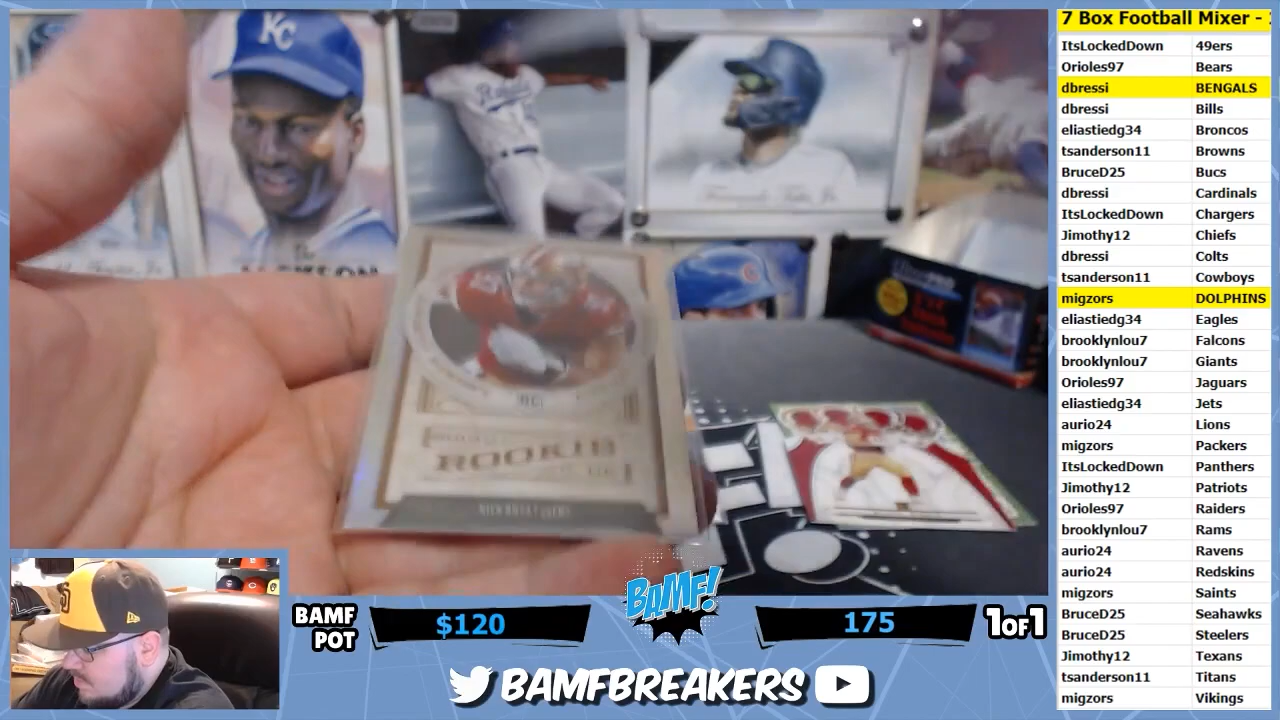 7 Box Football Mixer -
ItsLockedDown 49ers
Orioles97 Bears
dbressi BENGALS
dbressi Bills
eliastiedg34 Broncos
tsanderson11 Browns
BruceD25 Bucs
dbressi Cardinals
ItsLockedDown Chargers
Jimothy12 Chiefs
dbressi Colts
tsanderson11 Cowboys
migzors DOLPHINS
eliastiedg34 Eagles
brooklynlou7 Falcons
brooklynlou7 Giants
Orioles97 Jaguars
eliastiedg34 Jets
aurio24 Lions
migzors Packers
ItsLockedDown Panthers
Jimothy12 Patriots
Orioles97 Raiders
brooklynlou7 Rams
aurio24 Ravens
aurio24 Redskins
migzors Saints
BruceD25 Seahawks
BruceD25 Steelers
Jimothy12 Texans
tsanderson11 Titans
migzors Vikings
KC
Royals
ROOKIE
BAMF POT
$120
BAMF!
175
1OF1
BAMFBREAKERS